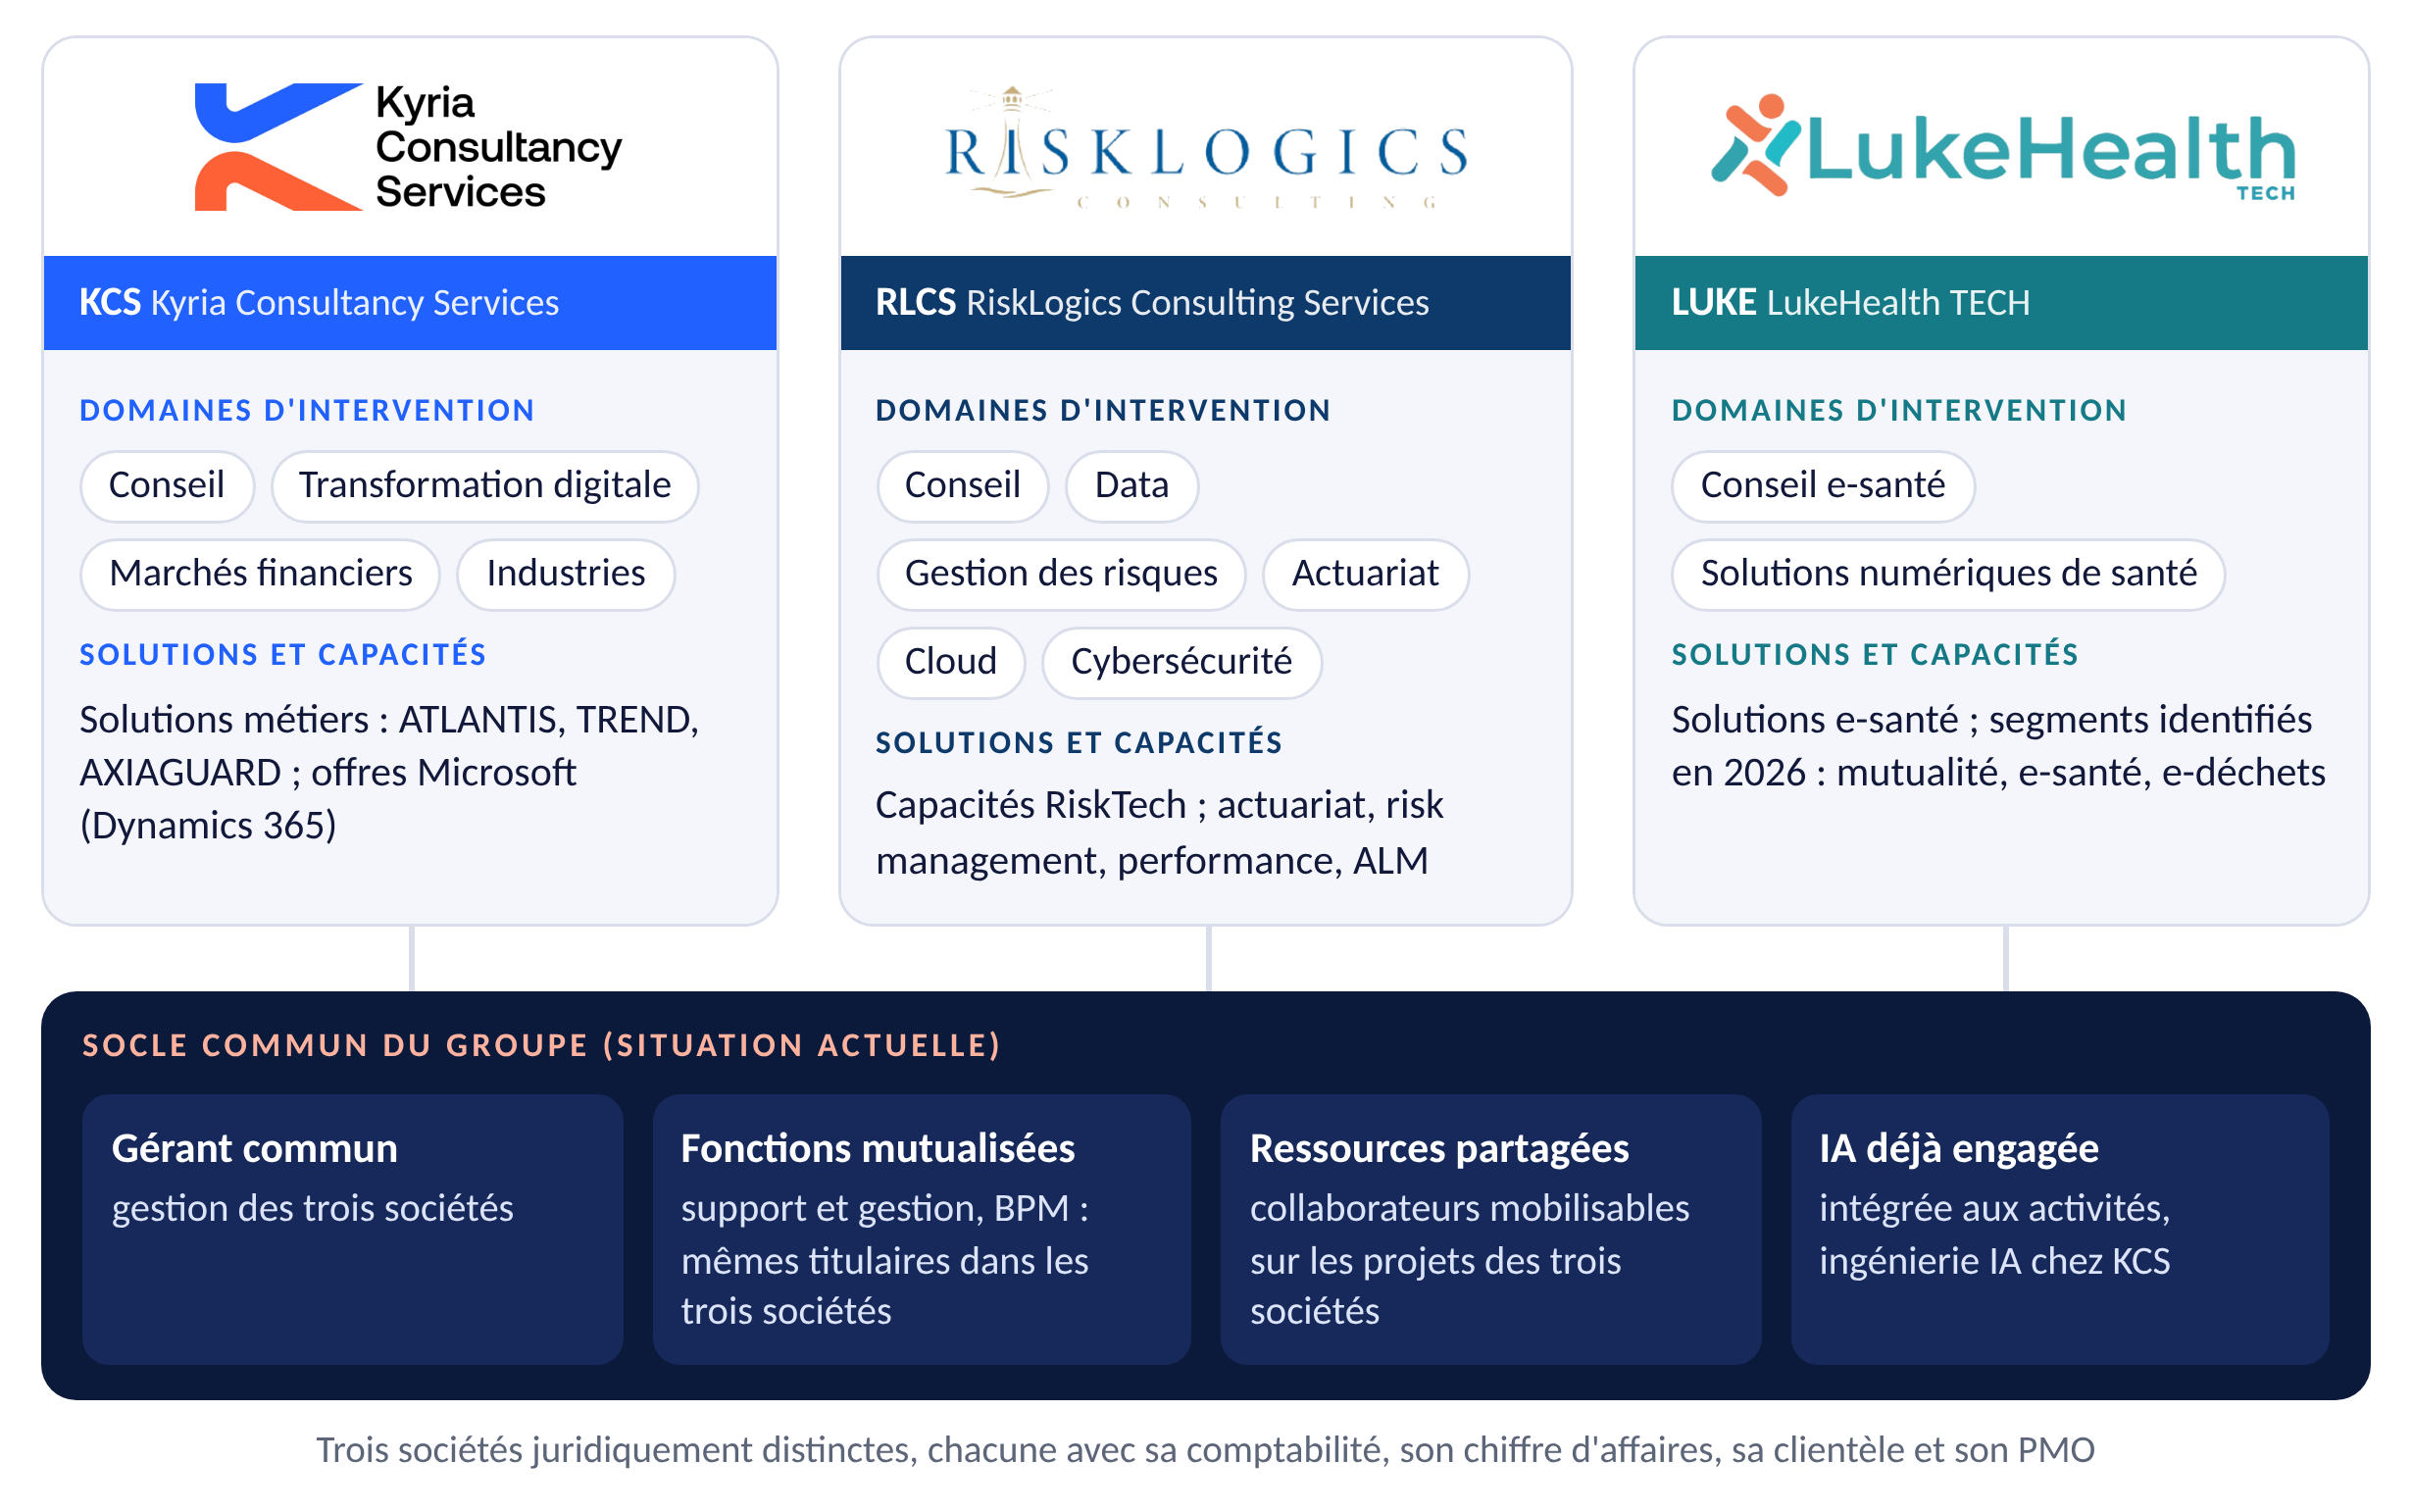 Kyria
Consultancy
Services
KCS Kyria Consultancy Services
DOMAINES D'INTERVENTION
Conseil
Transformation digitale
Marchés financiers
Industries
SOLUTIONS ET CAPACITÉS
Solutions métiers : ATLANTIS, TREND,
AXIAGUARD ; offres Microsoft
(Dynamics 365)
RISKLOGICS
CONSULTING
RLCS RiskLogics Consulting Services
DOMAINES D'INTERVENTION
Conseil
Data
Gestion des risques
Actuariat
Cloud
Cybersécurité
SOLUTIONS ET CAPACITÉS
Capacités RiskTech ; actuariat, risk
management, performance, ALM
LukeHealth
TECH
LUKE LukeHealth TECH
DOMAINES D'INTERVENTION
Conseil e-santé
Solutions numériques de santé
SOLUTIONS ET CAPACITÉS
Solutions e-santé ; segments identifiés
en 2026 : mutualité, e-santé, e-déchets
SOCLE COMMUN DU GROUPE (SITUATION ACTUELLE)
Gérant commun
gestion des trois sociétés
Fonctions mutualisées
support et gestion, BPM :
mêmes titulaires dans les
trois sociétés
Ressources partagées
collaborateurs mobilisables
sur les projets des trois
sociétés
IA déjà engagée
intégrée aux activités,
ingénierie IA chez KCS
Trois sociétés juridiquement distinctes, chacune avec sa comptabilité, son chiffre d'affaires, sa clientèle et son PMO